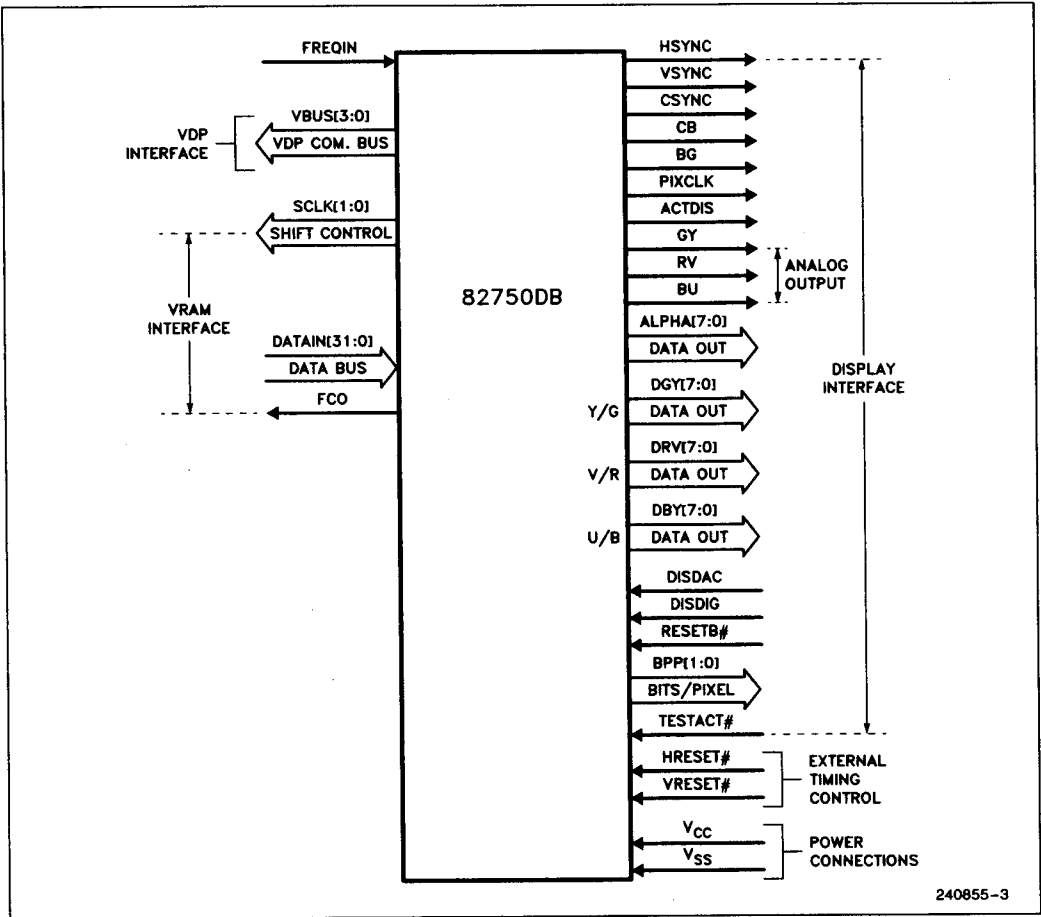 FREQIN
VBUS[3:0]
VDP COM. BUS
VDP
INTERFACE
SCLK[1:0]
SHIFT CONTROL
VRAM
INTERFACE
DATAIN[31:0]
DATA BUS
FCO
82750DB
HSYNC
VSYNC
CSYNC
CB
BG
PIXCLK
ACTDIS
GY
RV
BU
ANALOG
OUTPUT
ALPHA[7:0]
DATA OUT
DGY[7:0]
Y/G
DATA OUT
DRV[7:0]
V/R
DATA OUT
DBY[7:0]
U/B
DATA OUT
DISPLAY
INTERFACE
DISDAC
DISDIG
RESETB#
BPP[1:0]
BITS/PIXEL
TESTACT#
HRESET#
VRESET#
EXTERNAL
TIMING
CONTROL
VCC
VSS
POWER
CONNECTIONS
240855-3